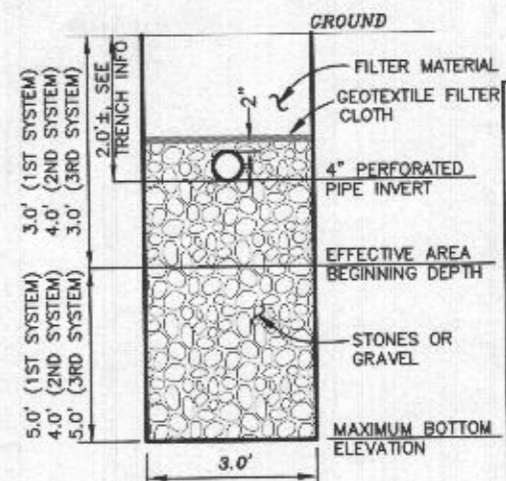 GROUND
FILTER MATERIAL
GEOTEXTILE FILTER
CLOTH
2"
4" PERFORATED
PIPE INVERT
EFFECTIVE AREA
BEGINNING DEPTH
STONES OR
GRAVEL
MAXIMUM BOTTOM
ELEVATION
3.0'
3.0' (1ST SYSTEM)
4.0' (2ND SYSTEM)
3.0' (3RD SYSTEM)
2.0'±, SEE
TRENCH INFO
5.0' (1ST SYSTEM)
4.0' (2ND SYSTEM)
5.0' (3RD SYSTEM)